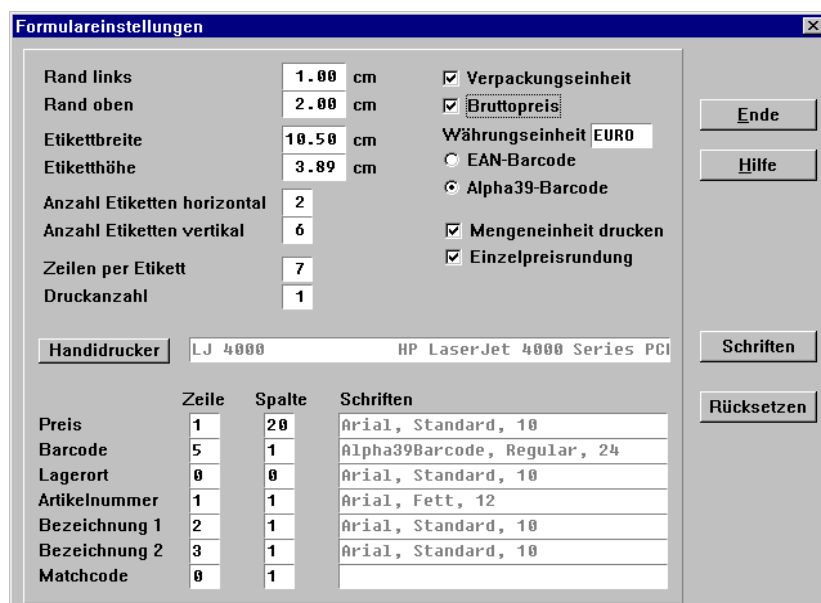 Formulareinstellungen
Rand links 1.00 cm
Rand oben 2.00 cm
Etikettbreite 10.50 cm
Etiketthöhe 3.89 cm
Anzahl Etiketten horizontal 2
Anzahl Etiketten vertikal 6
Zeilen per Etikett 7
Druckanzahl 1
Verpackungseinheit
Bruttopreis
Währungseinheit EURO
EAN-Barcode
Alpha39-Barcode
Mengeneinheit drucken
Einzelpreisrundung
Ende
Hilfe
Handidrucker LJ 4000 HP LaserJet 4000 Series PCl
Schriften
Rücksetzen
Zeile Spalte Schriften
Preis 1 20 Arial, Standard, 10
Barcode 5 1 Alpha39Barcode, Regular, 24
Lagerort 0 0 Arial, Standard, 10
Artikelnummer 1 1 Arial, Fett, 12
Bezeichnung 1 2 1 Arial, Standard, 10
Bezeichnung 2 3 1 Arial, Standard, 10
Matchcode 0 1